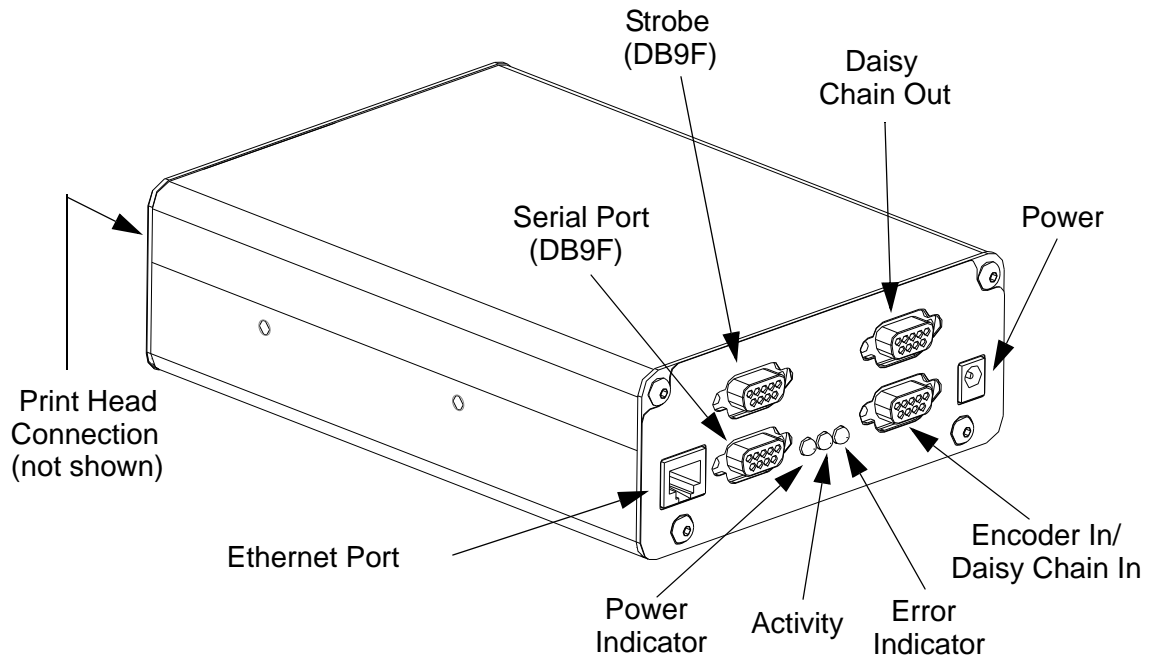 Strobe
(DB9F)
Daisy
Chain Out
Serial Port
(DB9F)
Power
Print Head
Connection
(not shown)
Ethernet Port
Encoder In/
Daisy Chain In
Power
Indicator
Activity
Error
Indicator